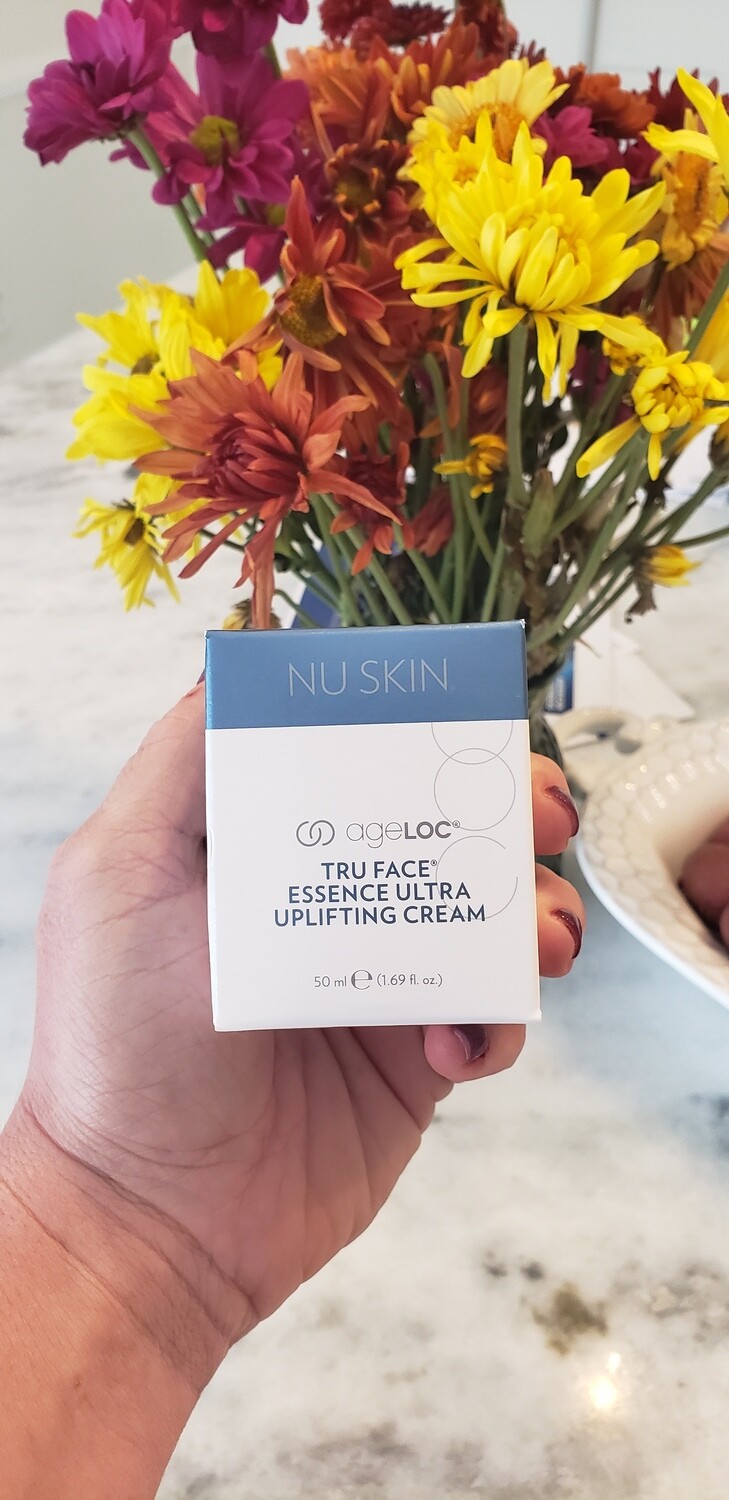 NU SKIN
ageLOC®
TRU FACE®
ESSENCE ULTRA
UPLIFTING CREAM
50 ml ℮ (1.69 fl. oz.)